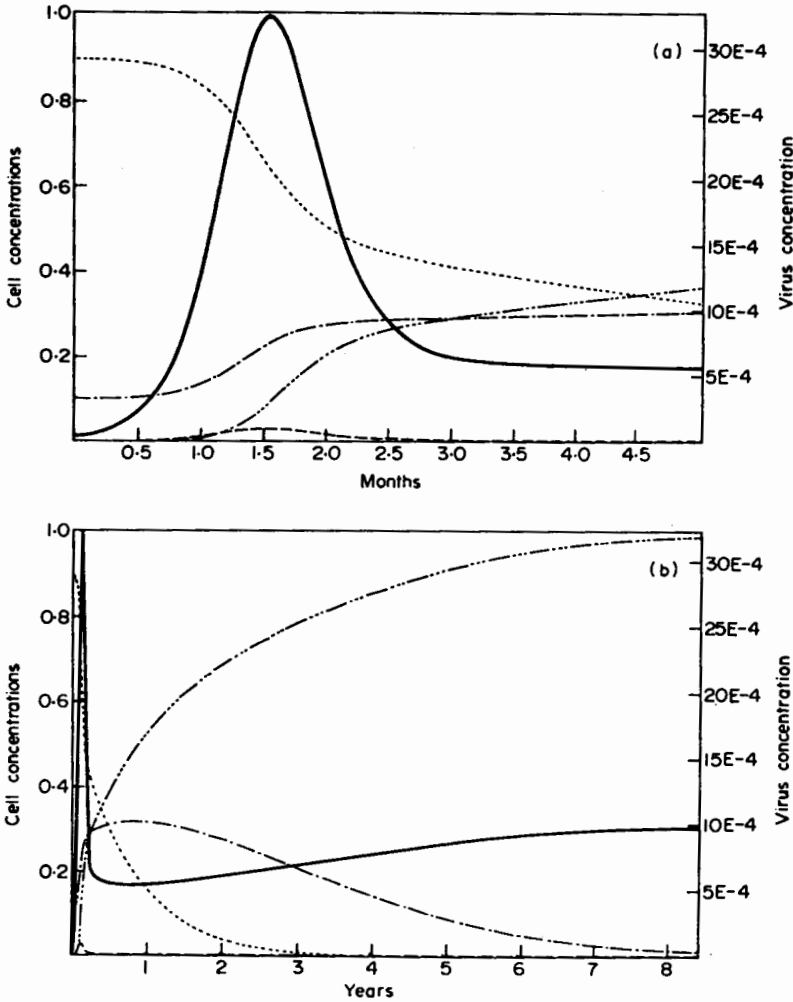 1·0
0·8
0·6
0·4
0·2
Cell concentrations
(a)
30E-4
25E-4
20E-4
15E-4
10E-4
5E-4
Virus concentration
0·5 1·0 1·5 2·0 2·5 3·0 3·5 4·0 4·5
Months
1·0
0·8
0·6
0·4
0·2
Cell concentrations
(b)
30E-4
25E-4
20E-4
15E-4
10E-4
5E-4
Virus concentration
1 2 3 4 5 6 7 8
Years